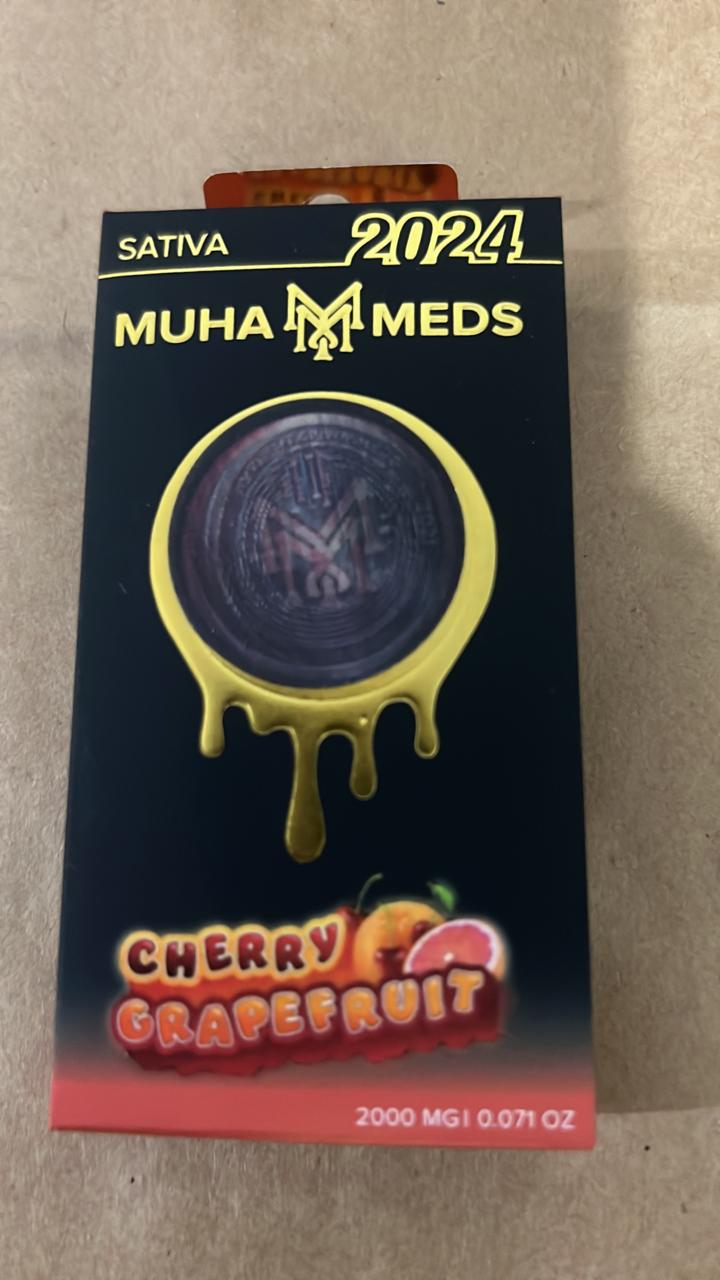 SATIVA 2024
MUHA MEDS
CHERRY
GRAPEFRUIT
2000 MG| 0.071 OZ